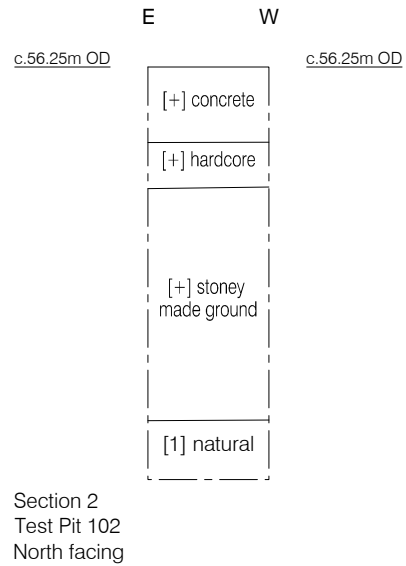 E W
c.56.25m OD c.56.25m OD
[+] concrete
[+] hardcore
[+] stoney
made ground
[1] natural
Section 2
Test Pit 102
North facing